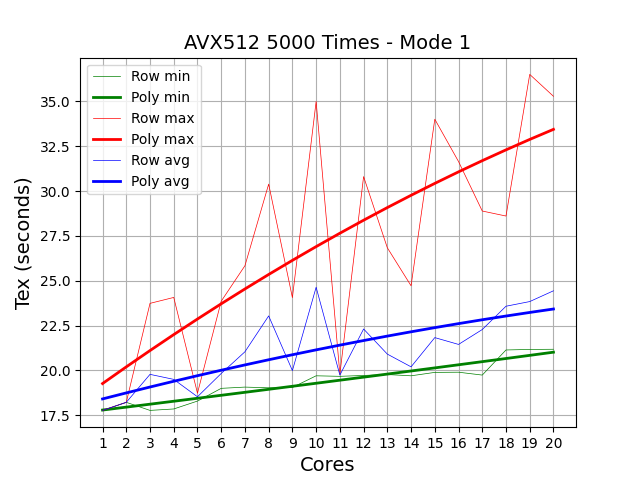 AVX512 5000 Times - Mode 1
Row min
Poly min
Row max
Poly max
Row avg
Poly avg
35.0
32.5
30.0
27.5
25.0
22.5
20.0
17.5
Tex (seconds)
1 2 3 4 5 6 7 8 9 10 11 12 13 14 15 16 17 18 19 20
Cores